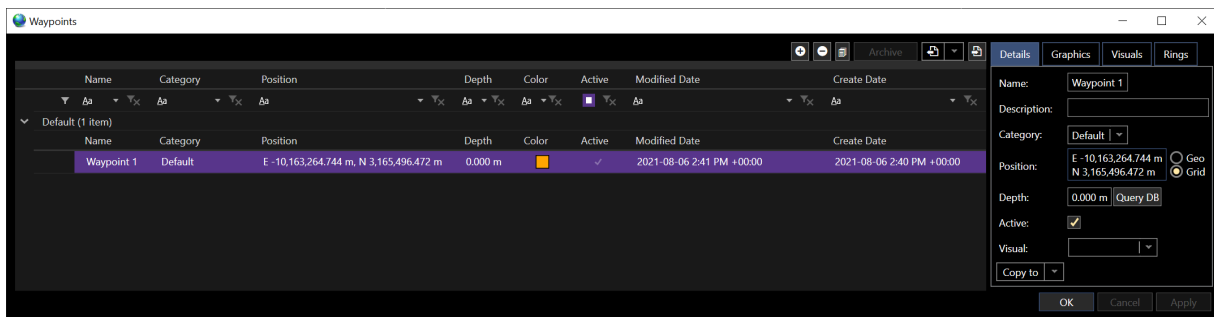 Waypoints
Archive
Name Category Position Depth Color Active Modified Date Create Date
Aa Aa Aa Aa Aa Aa Aa
Default (1 item)
Name Category Position Depth Color Active Modified Date Create Date
Waypoint 1 Default E -10,163,264.744 m, N 3,165,496.472 m 0.000 m 2021-08-06 2:41 PM +00:00 2021-08-06 2:40 PM +00:00
Details Graphics Visuals Rings
Name: Waypoint 1
Description:
Category: Default
Position: E -10,163,264.744 m Geo
N 3,165,496.472 m Grid
Depth: 0.000 m Query DB
Active:
Visual:
Copy to
OK Cancel Apply